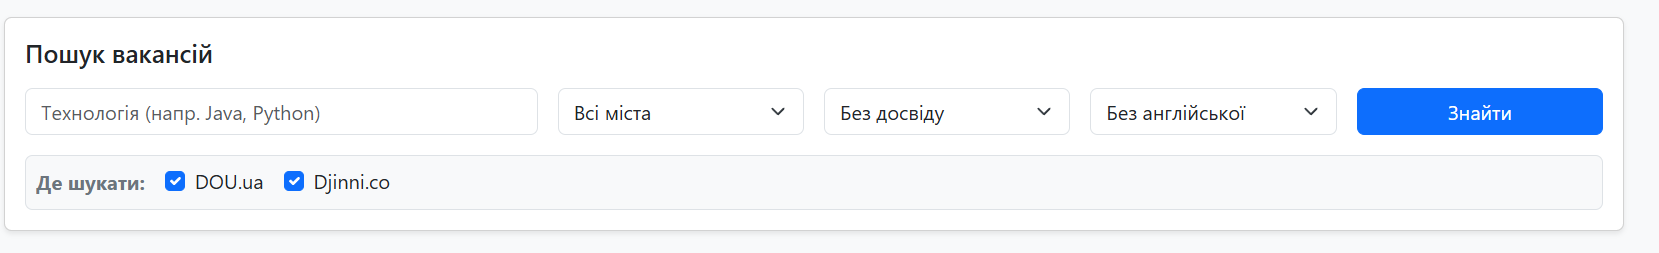 Пошук вакансій
Технологія (напр. Java, Python) Всі міста Без досвіду Без англійської Знайти
Де шукати: DOU.ua Djinni.co